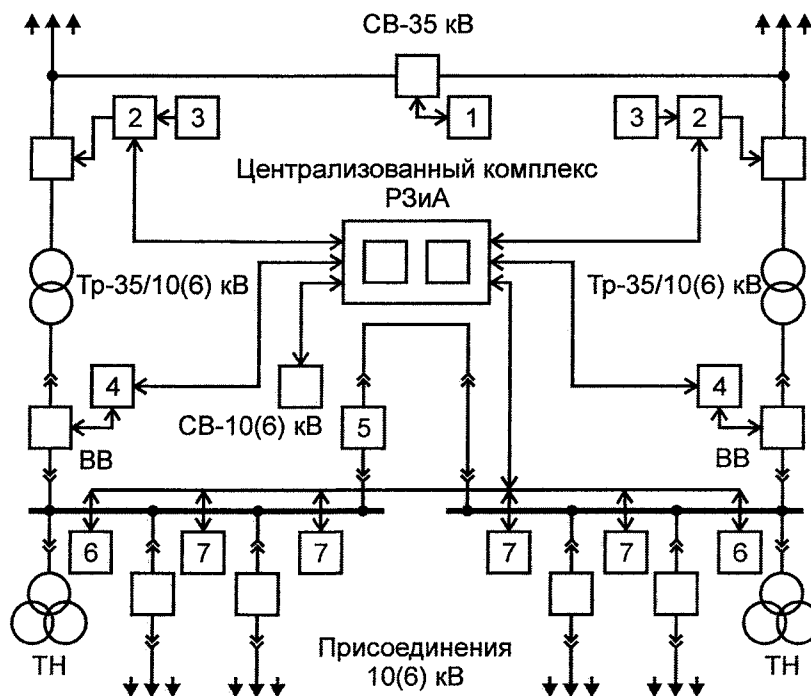 СВ-35 кВ
2
3
1
3
2
Централизованный комплекс
РЗиА
Тр-35/10(6) кВ
Тр-35/10(6) кВ
4
4
СВ-10(6) кВ
5
ВВ
ВВ
6
7
7
7
7
6
ТН
Присоединения
10(6) кВ
ТН